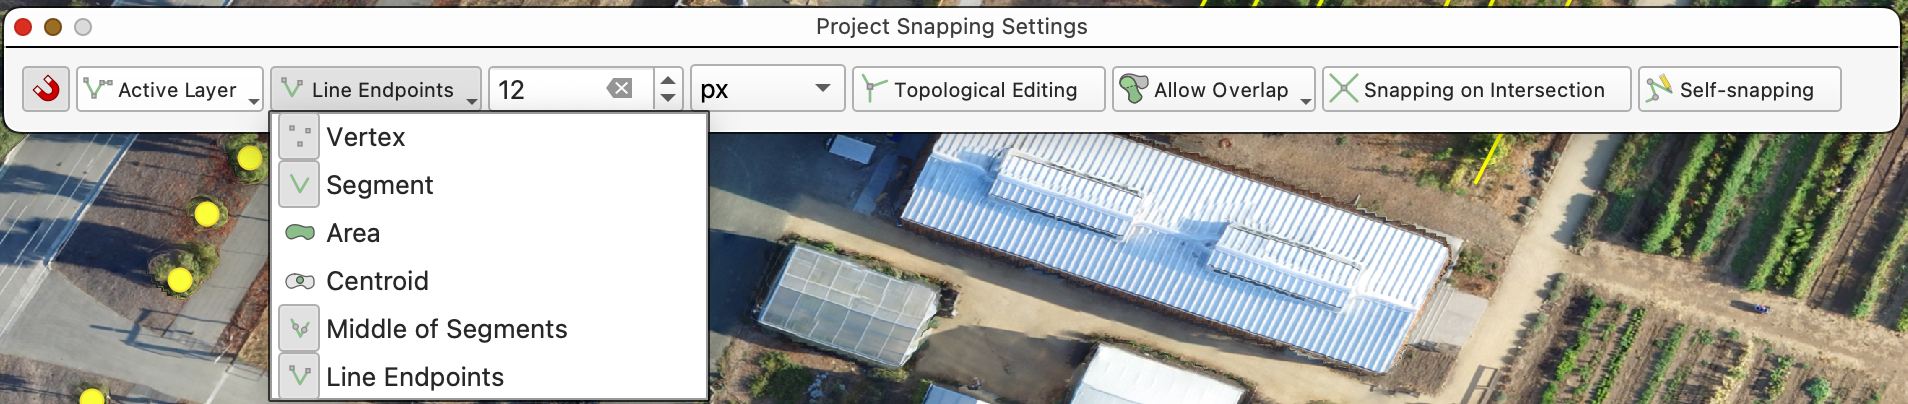 Project Snapping Settings
Active Layer
Line Endpoints
12
px
Topological Editing
Allow Overlap
Snapping on Intersection
Self-snapping
Vertex
Segment
Area
Centroid
Middle of Segments
Line Endpoints